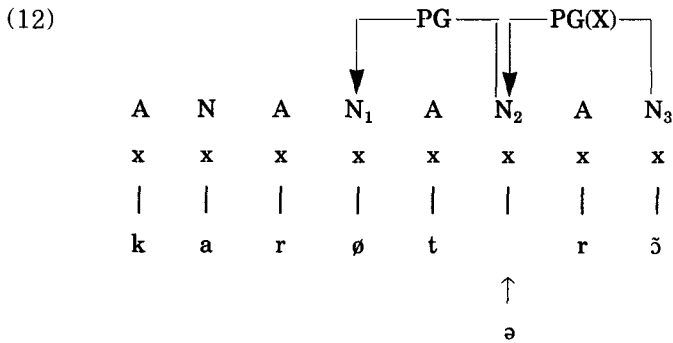 (12)
PG PG(X)
A N A N₁ A N₂ A N₃
x x x x x x x x
k a r ø t r ɔ̃
↑
ə